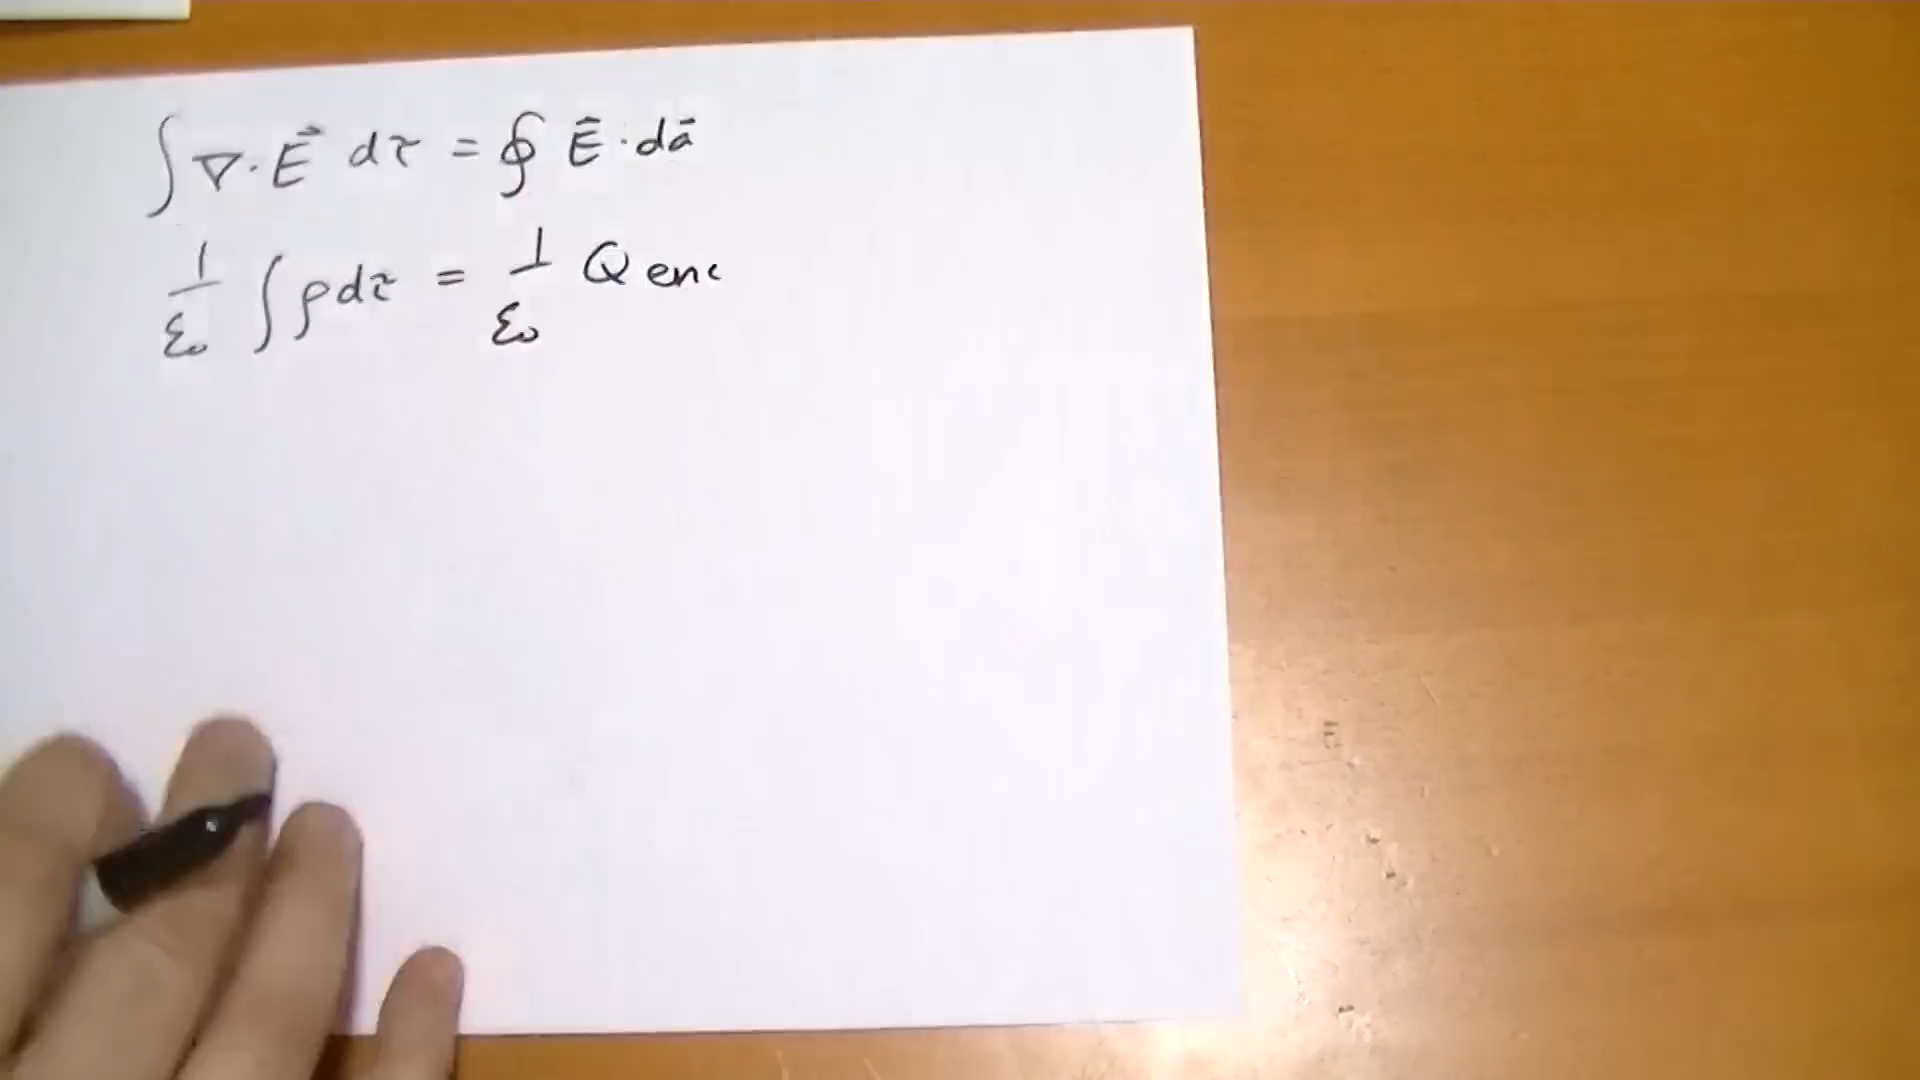 ∫ ∇·E⃗ dτ = ∮ E⃗·da⃗
1/ε₀ ∫ρdτ = 1/ε₀ Q enc